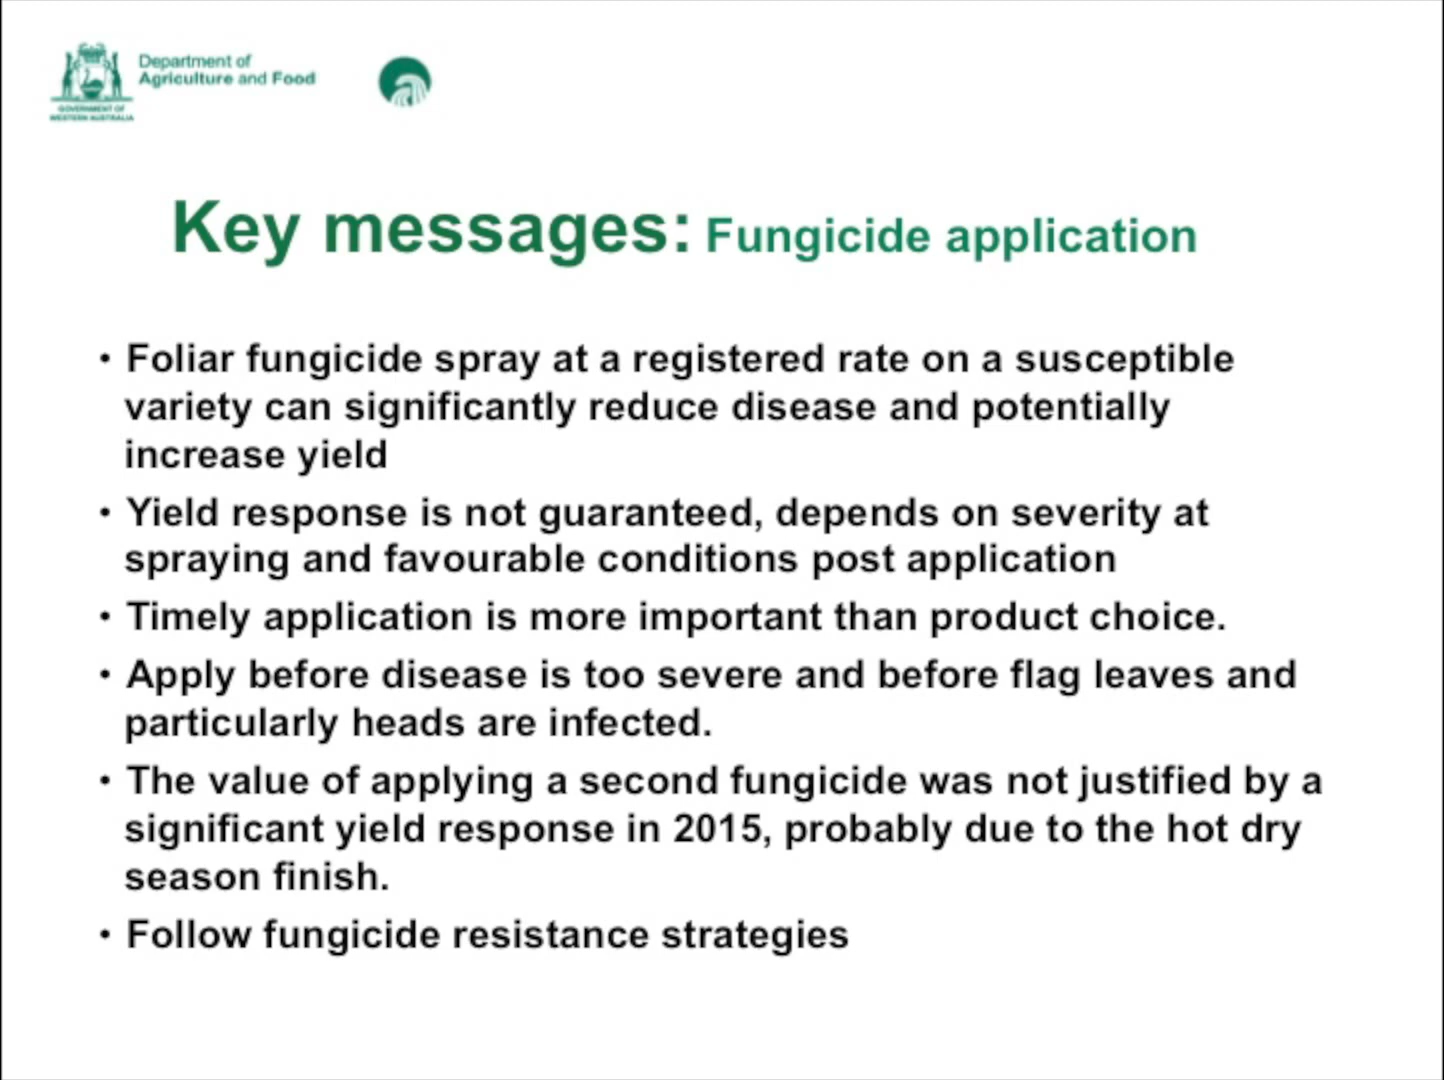 Department of
Agriculture and Food
GOVERNMENT OF
WESTERN AUSTRALIA
Key messages: Fungicide application
• Foliar fungicide spray at a registered rate on a susceptible
variety can significantly reduce disease and potentially
increase yield
• Yield response is not guaranteed, depends on severity at
spraying and favourable conditions post application
• Timely application is more important than product choice.
• Apply before disease is too severe and before flag leaves and
particularly heads are infected.
• The value of applying a second fungicide was not justified by a
significant yield response in 2015, probably due to the hot dry
season finish.
• Follow fungicide resistance strategies